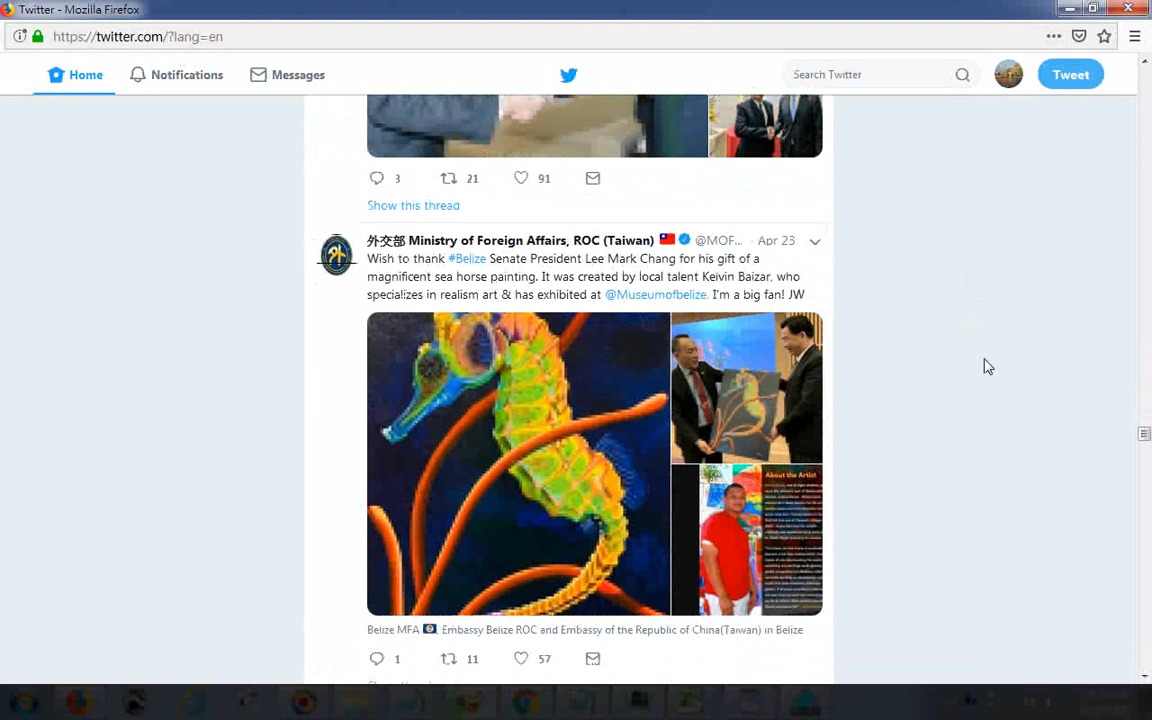 Twitter - Mozilla Firefox
https://twitter.com/?lang=en
Home Notifications Messages Search Twitter Tweet
3 21 91
Show this thread
外交部 Ministry of Foreign Affairs, ROC (Taiwan) @MOF... Apr 23
Wish to thank #Belize Senate President Lee Mark Chang for his gift of a
magnificent sea horse painting. It was created by local talent Keivin Baizar, who
specializes in realism art & has exhibited at @Museumofbelize. I'm a big fan! JW
About the Artist
Belize MFA, Embassy Belize ROC and Embassy of the Republic of China(Taiwan) in Belize
1 11 57